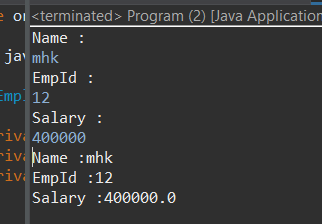 <terminated> Program (2) [Java Application
Name :
mhk
EmpId :
12
Salary :
400000
Name :mhk
EmpId :12
Salary :400000.0